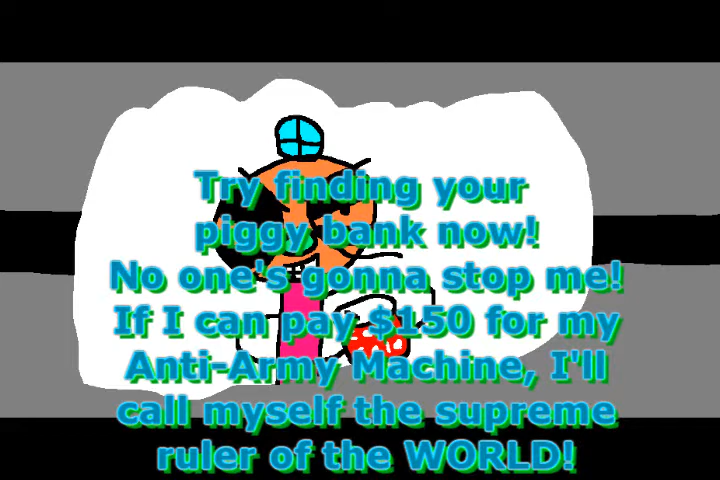 Try finding your
piggy bank now!
No one's gonna stop me!
If I can pay $150 for my
Anti-Army Machine, I'll
call myself the supreme
ruler of the WORLD!